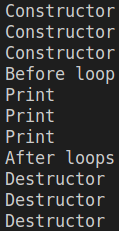 Constructor
Constructor
Constructor
Before loop
Print
Print
Print
After loops
Destructor
Destructor
Destructor